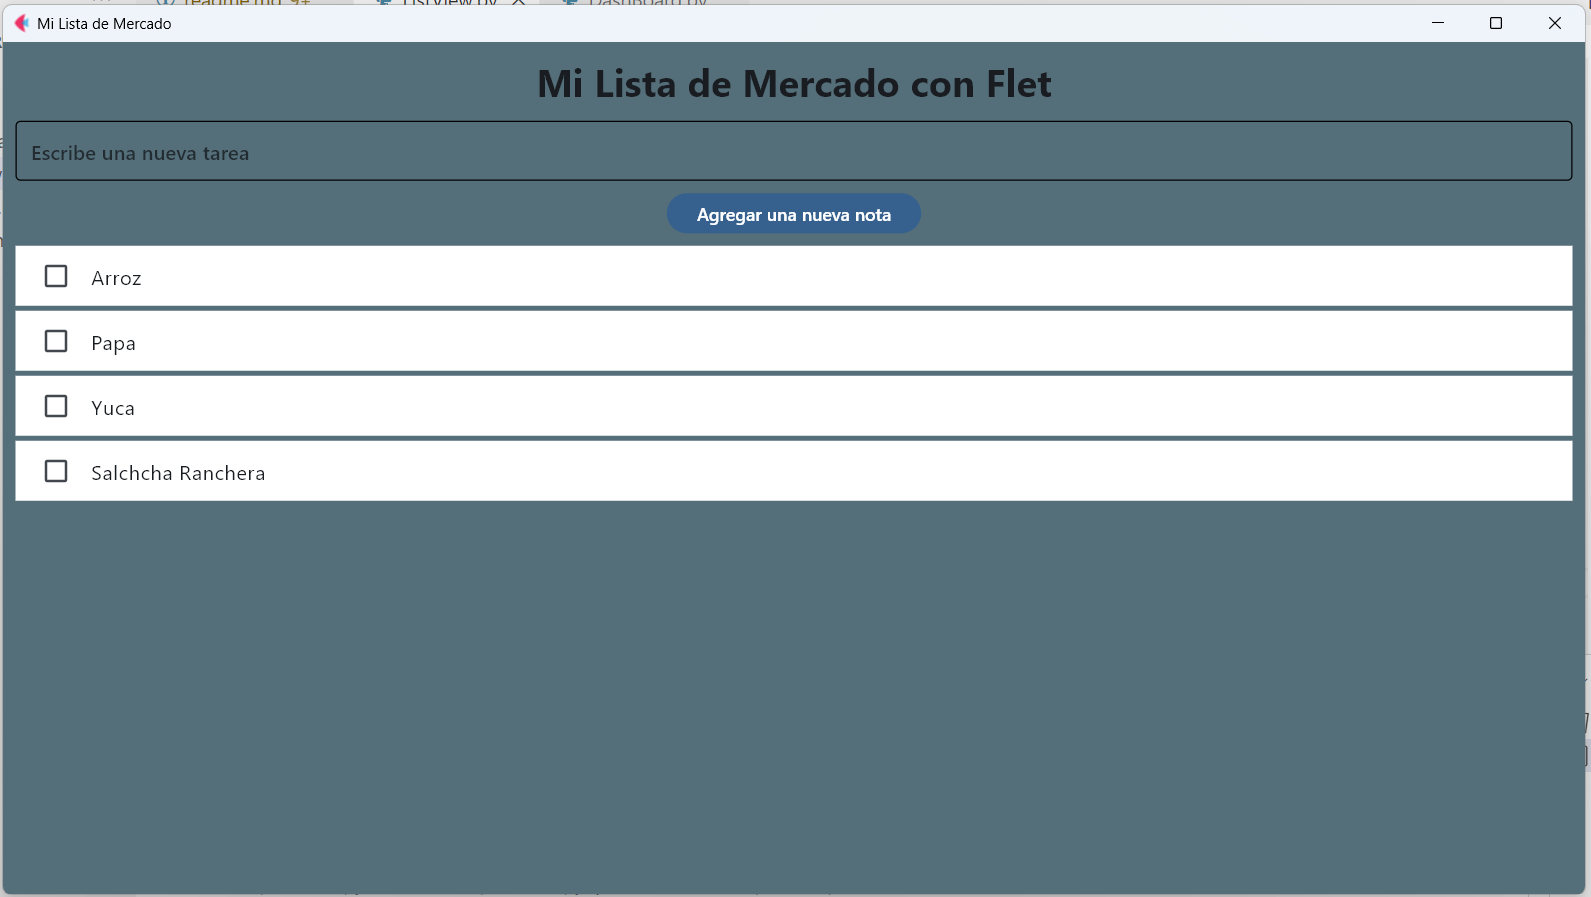 Mi Lista de Mercado
Mi Lista de Mercado con Flet
Escribe una nueva tarea
Agregar una nueva nota
Arroz
Papa
Yuca
Salchcha Ranchera